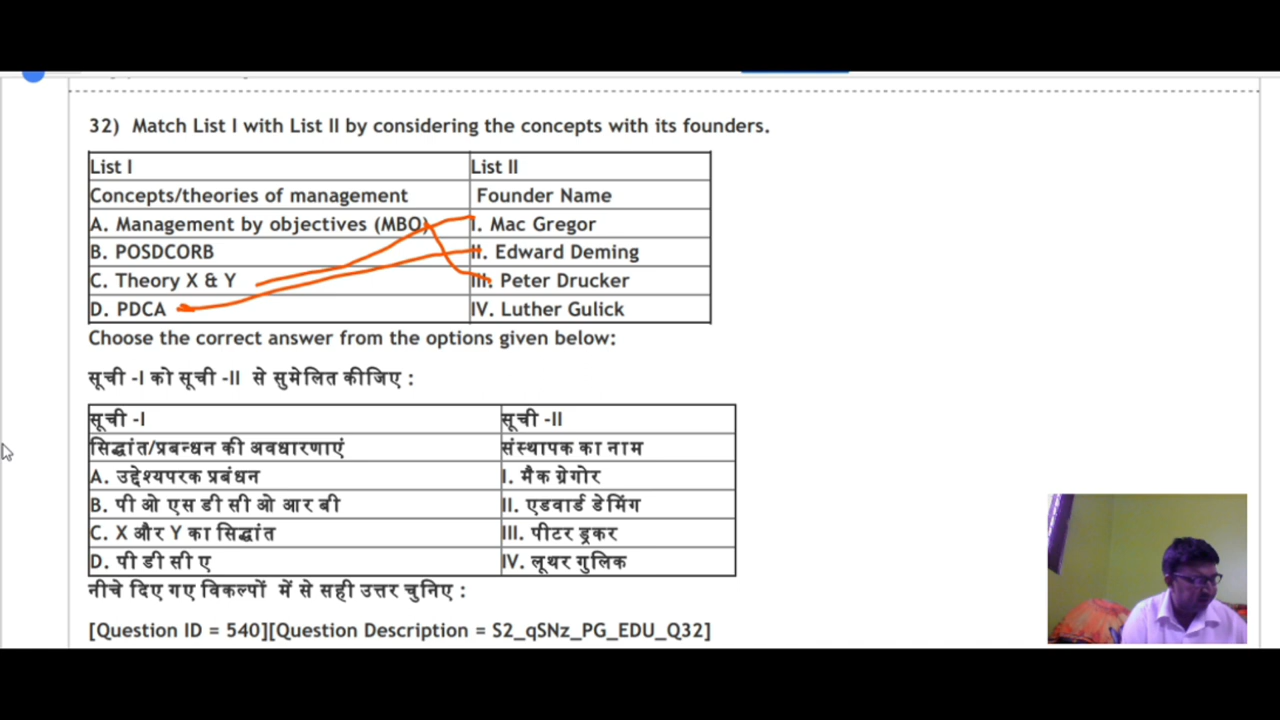 32) Match List I with List II by considering the concepts with its founders.
List I List II
Concepts/theories of management Founder Name
A. Management by objectives (MBO) I. Mac Gregor
B. POSDCORB II. Edward Deming
C. Theory X & Y III. Peter Drucker
D. PDCA IV. Luther Gulick
Choose the correct answer from the options given below:
सूची -I को सूची -II से सुमेलित कीजिए :
सूची -I सूची -II
सिद्धांत/प्रबन्धन की अवधारणाएं संस्थापक का नाम
A. उद्देश्यपरक प्रबंधन I. मैक ग्रेगोर
B. पी ओ एस डी सी ओ आर बी II. एडवार्ड डेमिंग
C. X और Y का सिद्धांत III. पीटर ड्रकर
D. पी डी सी ए IV. लूथर गुलिक
नीचे दिए गए विकल्पों में से सही उत्तर चुनिए :
[Question ID = 540][Question Description = S2_qSNz_PG_EDU_Q32]